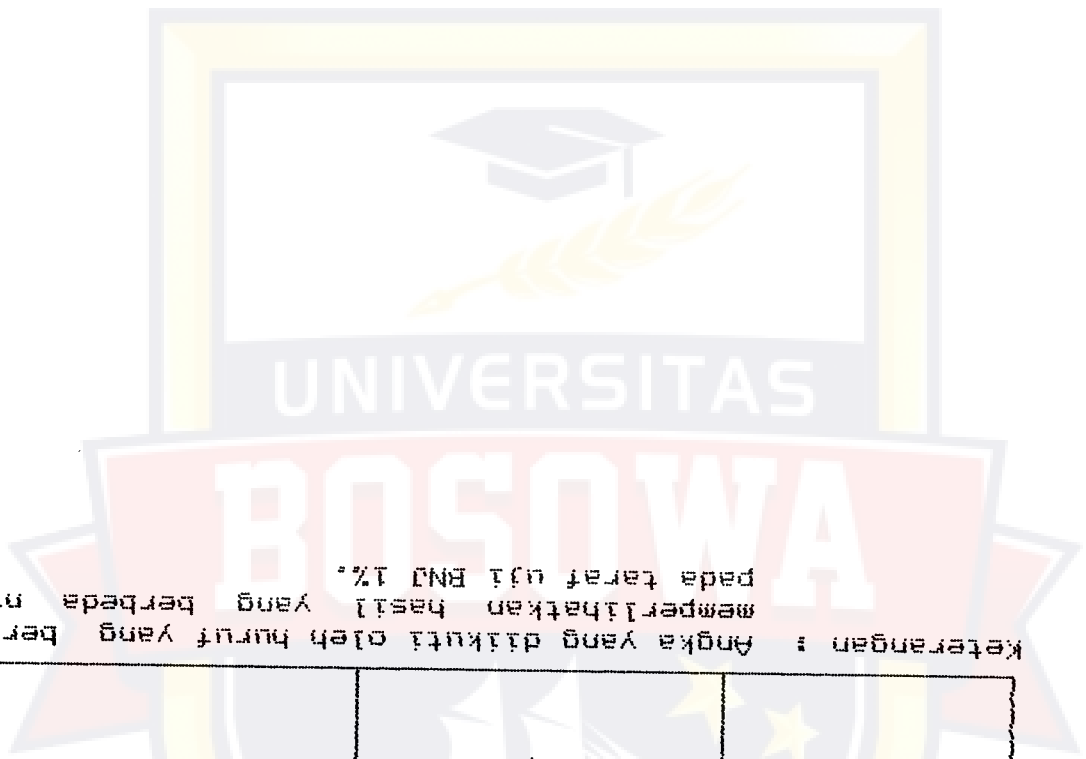 UNIVERSITAS
BOSOWA
Keterangan : Angka yang diikuti oleh huruf yang
memperlihatkan hasil yang berbeda
pada taraf uji BNJ 1%.